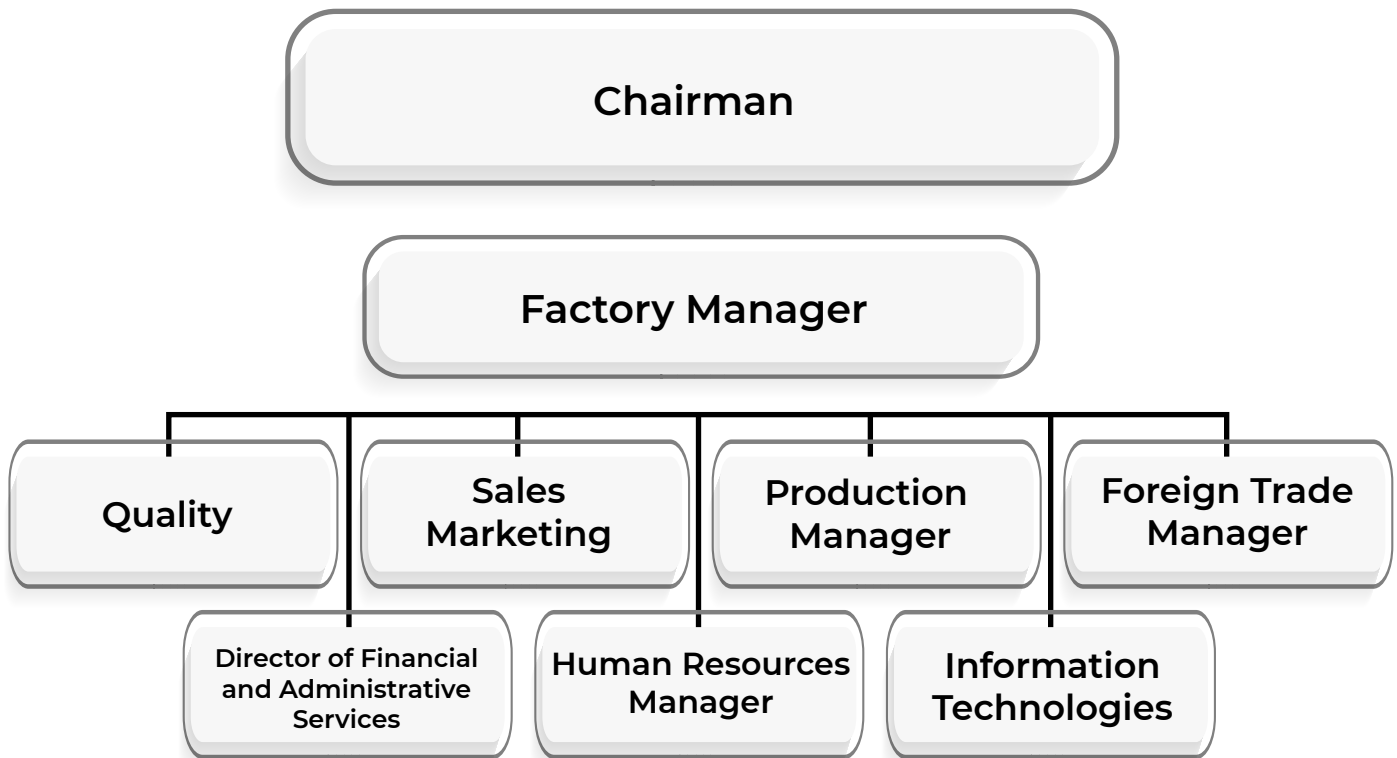 Chairman
Factory Manager
Quality
Sales
Marketing
Production
Manager
Foreign Trade
Manager
Director of Financial
and Administrative
Services
Human Resources
Manager
Information
Technologies